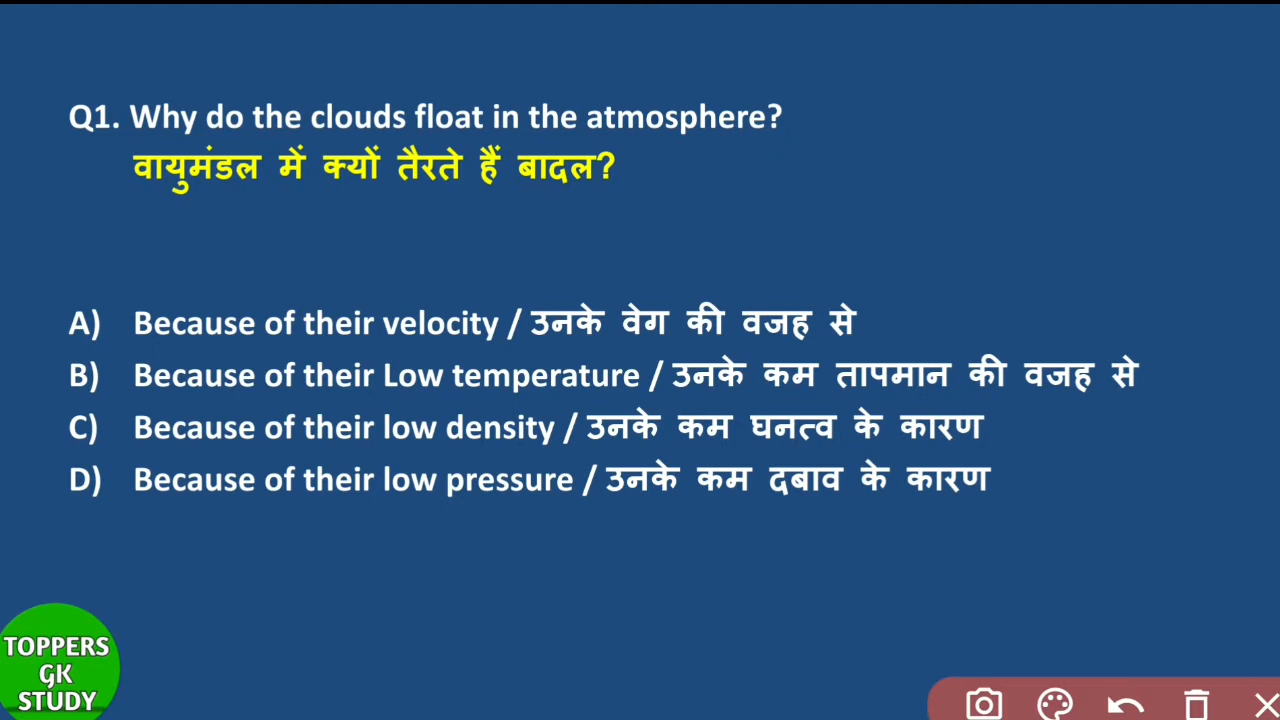 Q1. Why do the clouds float in the atmosphere?
वायुमंडल में क्यों तैरते हैं बादल?
A) Because of their velocity / उनके वेग की वजह से
B) Because of their Low temperature / उनके कम तापमान की वजह से
C) Because of their low density / उनके कम घनत्व के कारण
D) Because of their low pressure / उनके कम दबाव के कारण
TOPPERS
GK
STUDY